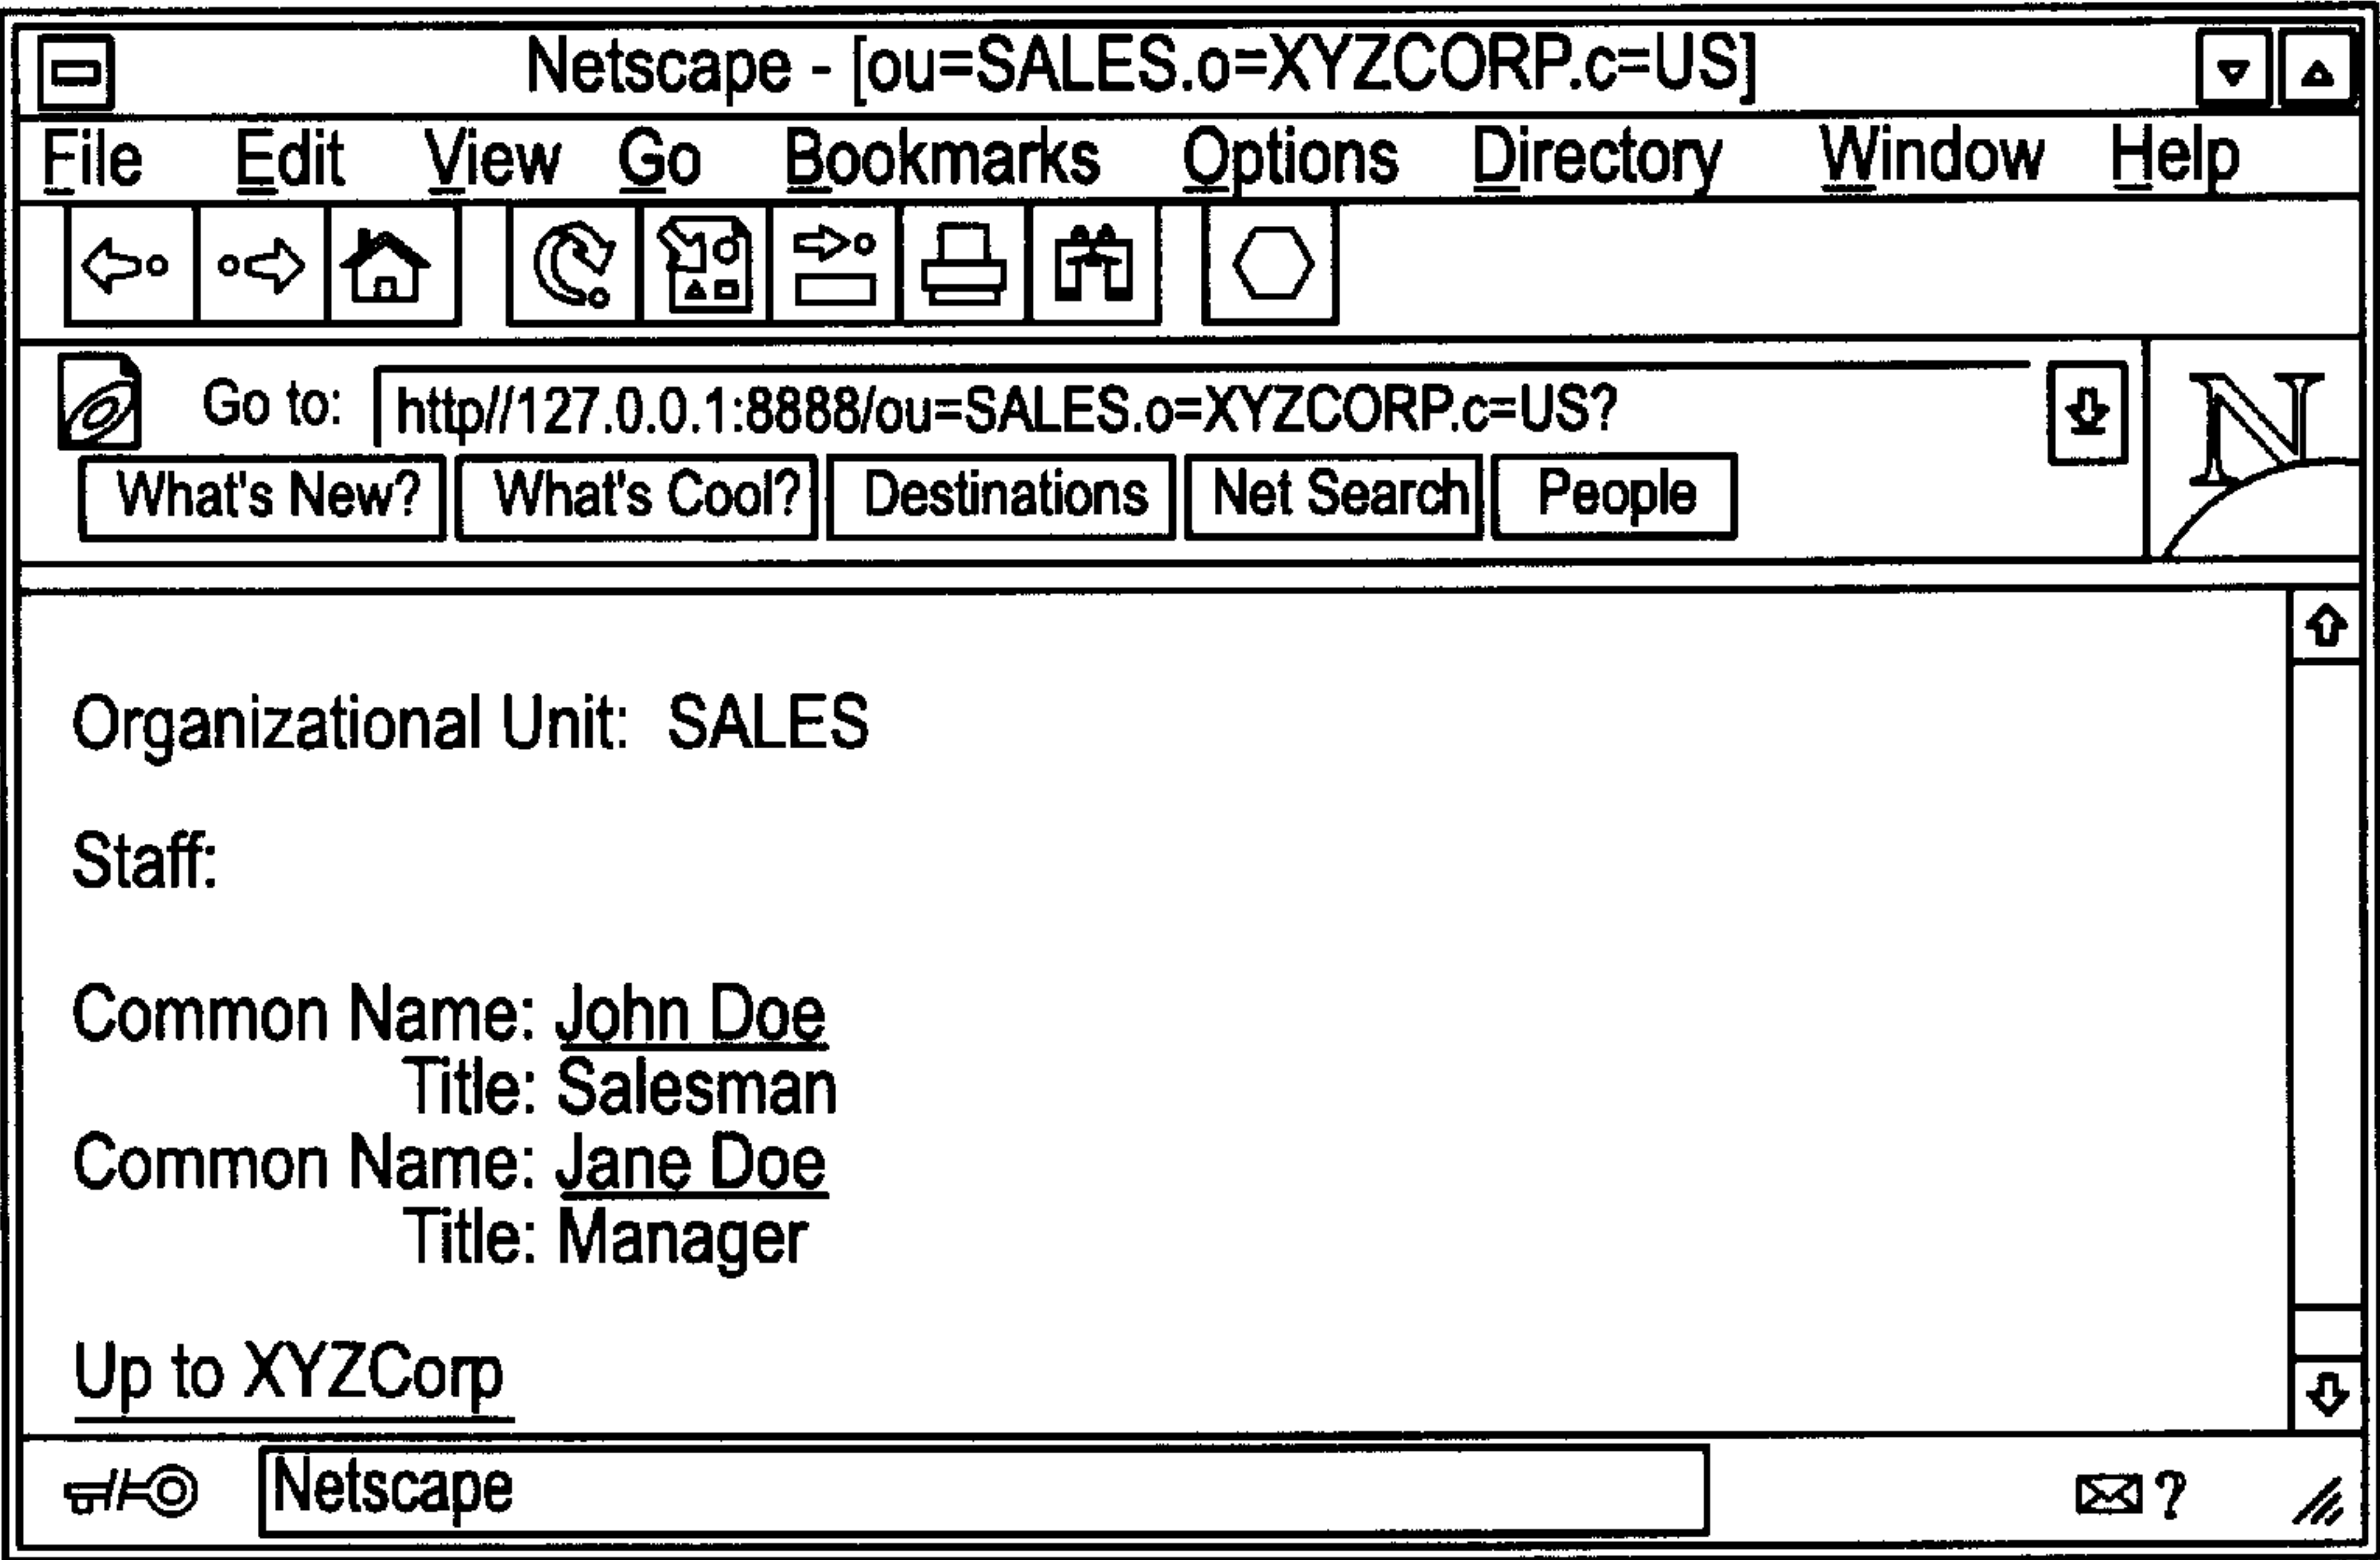 Netscape - [ou=SALES.o=XYZCORP.c=US]
File Edit View Go Bookmarks Options Directory Window Help
Go to: http//127.0.0.1:8888/ou=SALES.o=XYZCORP.c=US?
N
What's New? What's Cool? Destinations Net Search People
Organizational Unit: SALES
Staff:
Common Name: John Doe
Title: Salesman
Common Name: Jane Doe
Title: Manager
Up to XYZCorp
Netscape ?